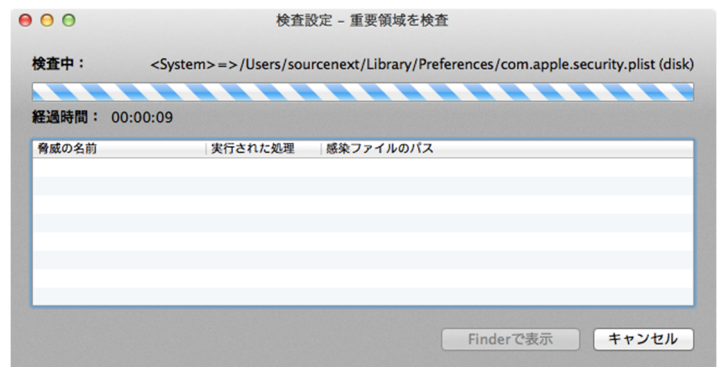 検査設定 – 重要領域を検査
検査中： <System>=>/Users/sourcenext/Library/Preferences/com.apple.security.plist (disk)
経過時間： 00:00:09
脅威の名前 実行された処理 感染ファイルのパス
Finderで表示 キャンセル